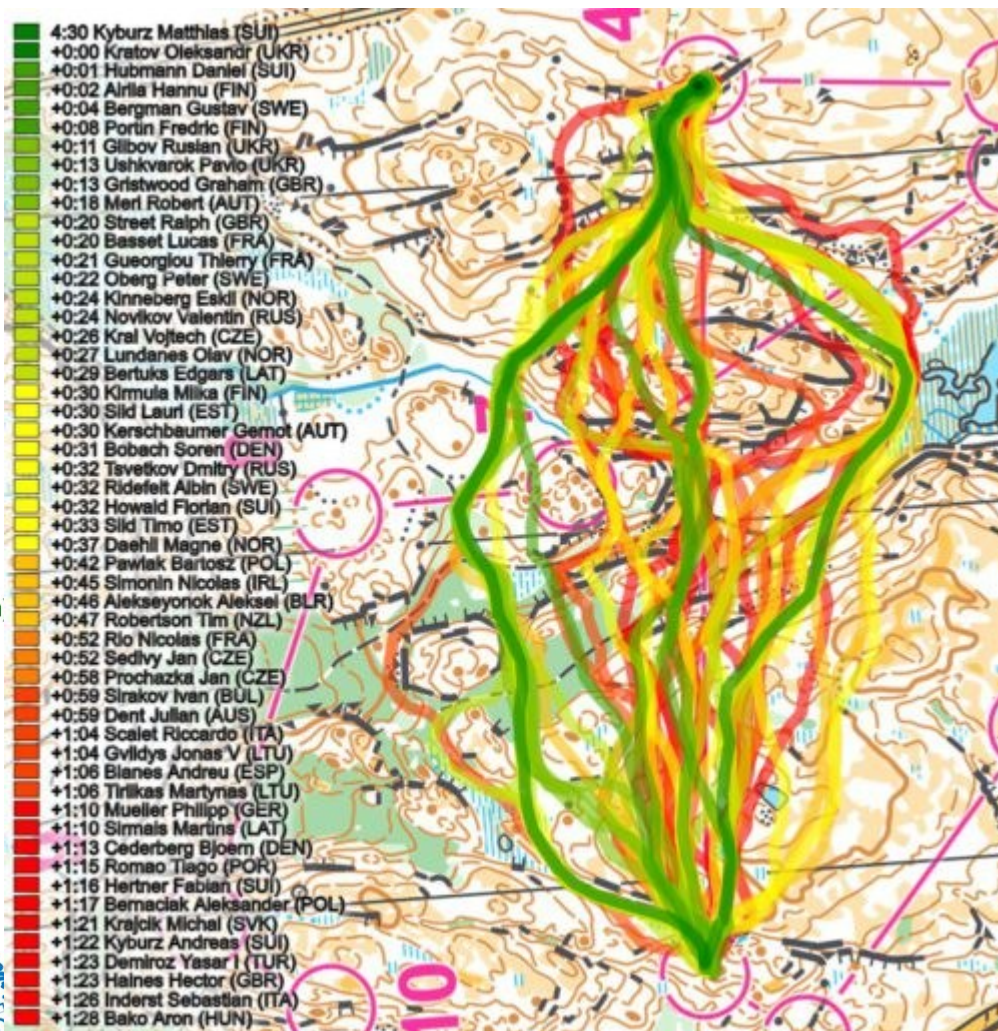 4:30 Kyburz Matthias (SUI)
+0:00 Kratov Oleksandr (UKR)
+0:01 Hubmann Daniel (SUI)
+0:02 Airila Hannu (FIN)
+0:04 Bergman Gustav (SWE)
+0:08 Portin Fredric (FIN)
+0:11 Glibov Ruslan (UKR)
+0:13 Ushkvarok Pavlo (UKR)
+0:13 Gristwood Graham (GBR)
+0:18 Merl Robert (AUT)
+0:20 Street Ralph (GBR)
+0:20 Basset Lucas (FRA)
+0:21 Gueorgiou Thierry (FRA)
+0:22 Oberg Peter (SWE)
+0:24 Kinneberg Eskil (NOR)
+0:24 Novikov Valentin (RUS)
+0:26 Kral Vojtech (CZE)
+0:27 Lundanes Olav (NOR)
+0:29 Bertuks Edgars (LAT)
+0:30 Kirmula Miika (FIN)
+0:30 Sild Lauri (EST)
+0:30 Kerschbaumer Gernot (AUT)
+0:31 Bobach Soren (DEN)
+0:32 Tsvetkov Dmitry (RUS)
+0:32 Ridefelt Albin (SWE)
+0:32 Howald Florian (SUI)
+0:33 Sild Timo (EST)
+0:37 Daehli Magne (NOR)
+0:42 Pawlak Bartosz (POL)
+0:45 Simonin Nicolas (IRL)
+0:46 Alekseyonok Aleksei (BLR)
+0:47 Robertson Tim (NZL)
+0:52 Rio Nicolas (FRA)
+0:52 Sedivy Jan (CZE)
+0:58 Prochazka Jan (CZE)
+0:59 Sirakov Ivan (BUL)
+0:59 Dent Julian (AUS)
+1:04 Scalet Riccardo (ITA)
+1:04 Gvildys Jonas V (LTU)
+1:06 Blanes Andreu (ESP)
+1:06 Tirlikas Martynas (LTU)
+1:10 Mueller Philipp (GER)
+1:10 Sirmais Martins (LAT)
+1:13 Cederberg Bjoern (DEN)
+1:15 Romao Tiago (POR)
+1:16 Hertner Fabian (SUI)
+1:17 Bernaciak Aleksander (POL)
+1:21 Krajcik Michal (SVK)
+1:22 Kyburz Andreas (SUI)
+1:23 Demiroz Yasar I (TUR)
+1:23 Haines Hector (GBR)
+1:26 Inderst Sebastian (ITA)
+1:28 Bako Aron (HUN)
4
10